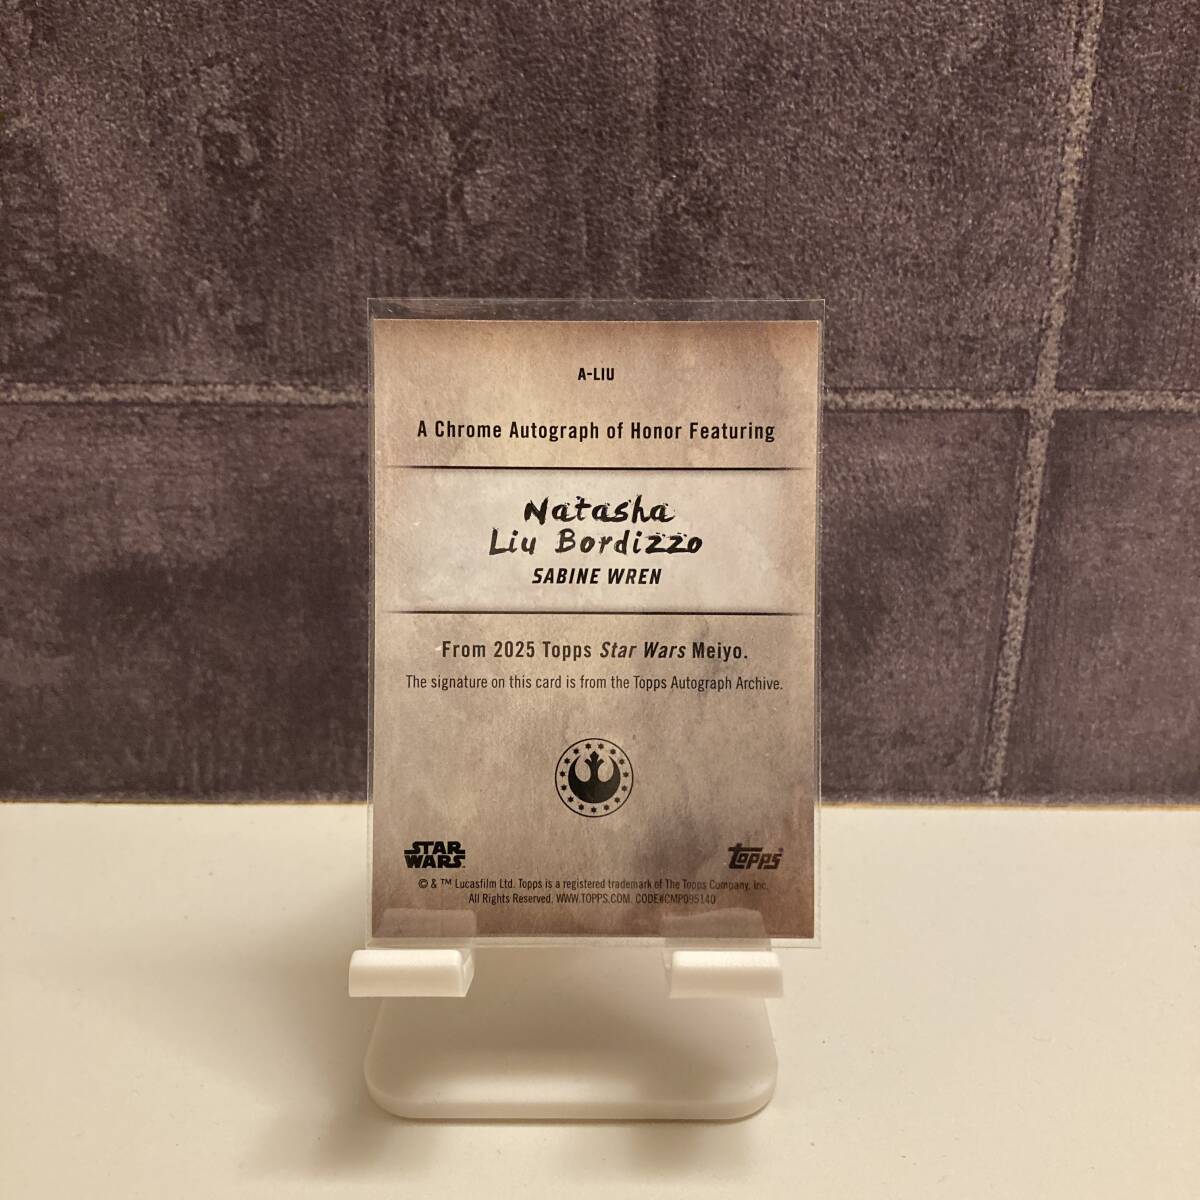 A-LIU
A Chrome Autograph of Honor Featuring
Natasha
Liu Bordizzo
SABINE WREN
From 2025 Topps Star Wars Meiyo.
The signature on this card is from the Topps Autograph Archive.
STAR
WARS
Topps
© & ™ Lucasfilm Ltd. Topps is a registered trademark of The Topps Company, Inc.
All Rights Reserved. WWW.TOPPS.COM. CODE#CMP095140